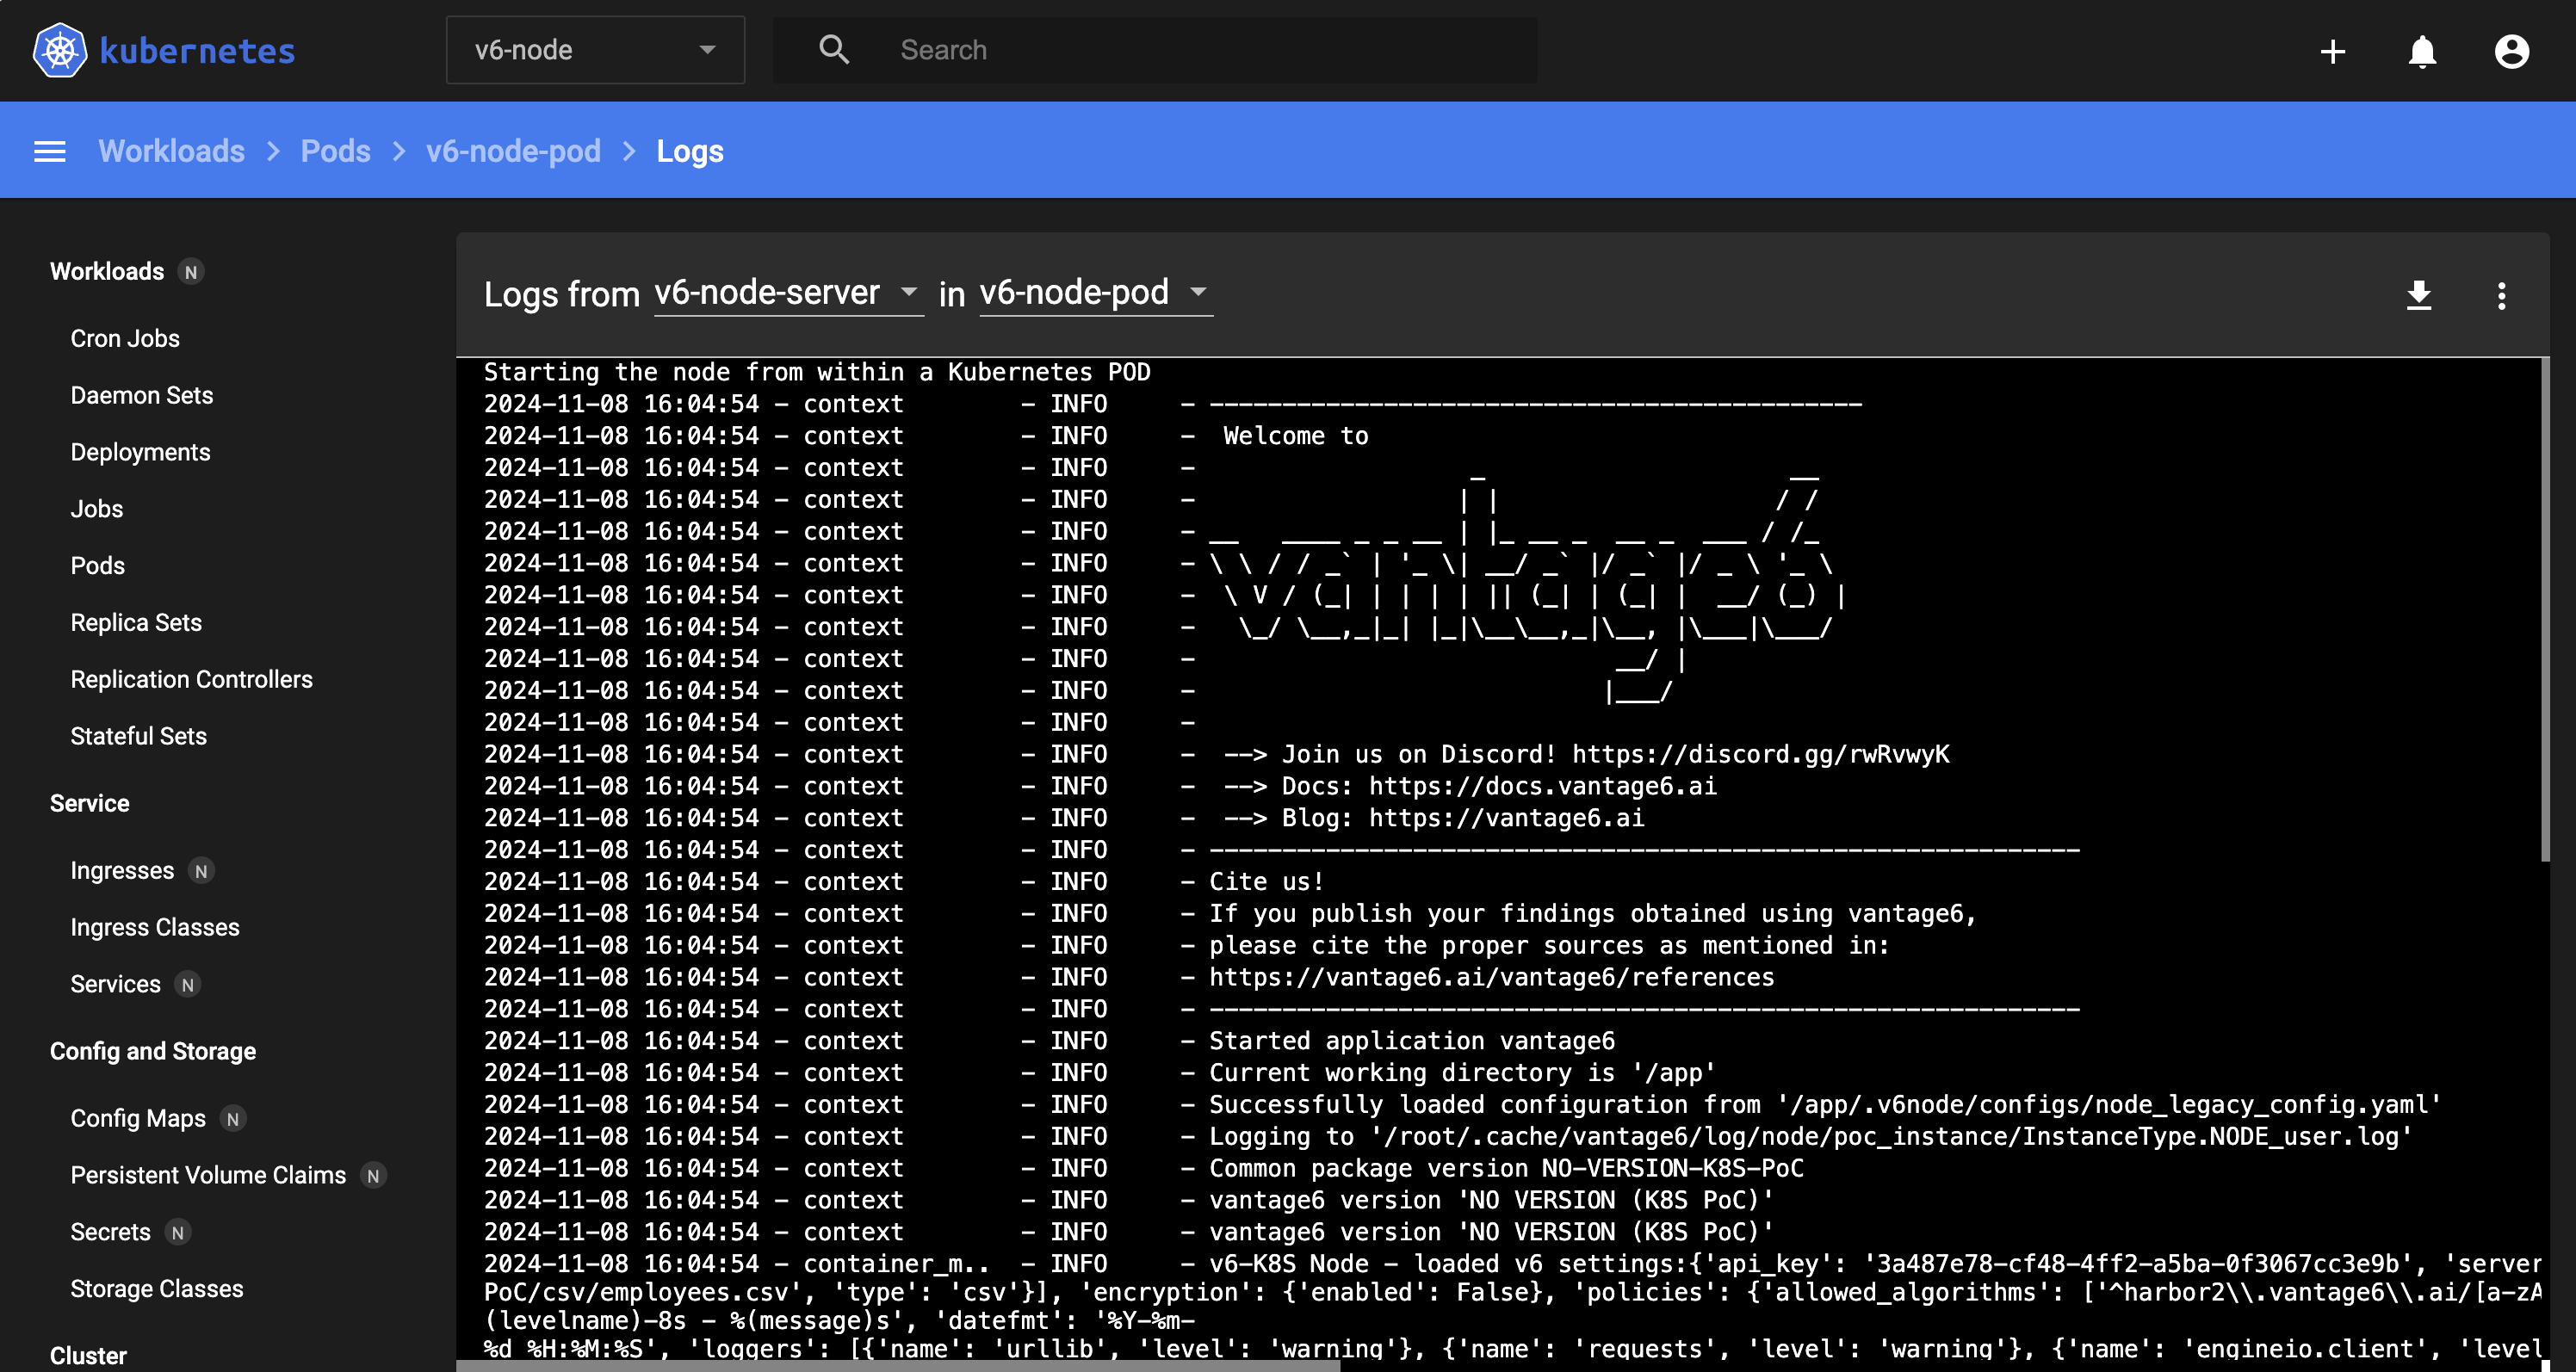 kubernetes
v6-node
Search
Workloads > Pods > v6-node-pod > Logs
Workloads N
Cron Jobs
Daemon Sets
Deployments
Jobs
Pods
Replica Sets
Replication Controllers
Stateful Sets
Service
Ingresses N
Ingress Classes
Services N
Config and Storage
Config Maps N
Persistent Volume Claims N
Secrets N
Storage Classes
Cluster
Logs from v6-node-server in v6-node-pod
Starting the node from within a Kubernetes POD
2024-11-08 16:04:54 - context        - INFO     - ---------------------------------------------
2024-11-08 16:04:54 - context        - INFO     -  Welcome to
2024-11-08 16:04:54 - context        - INFO     -                   _                     __
2024-11-08 16:04:54 - context        - INFO     -                  | |                   / /
2024-11-08 16:04:54 - context        - INFO     - __   ____ _ _ __ | |_ __ _  __ _  ___ / /_
2024-11-08 16:04:54 - context        - INFO     - \ \ / / _` | '_ \| __/ _` |/ _` |/ _ \ '_ \
2024-11-08 16:04:54 - context        - INFO     -  \ V / (_| | | | | || (_| | (_| |  __/ (_) |
2024-11-08 16:04:54 - context        - INFO     -   \_/ \__,_|_| |_|\__\__,_|\__, |\___|\___/
2024-11-08 16:04:54 - context        - INFO     -                             __/ |
2024-11-08 16:04:54 - context        - INFO     -                            |___/
2024-11-08 16:04:54 - context        - INFO     -
2024-11-08 16:04:54 - context        - INFO     -  --> Join us on Discord! https://discord.gg/rwRvwyK
2024-11-08 16:04:54 - context        - INFO     -  --> Docs: https://docs.vantage6.ai
2024-11-08 16:04:54 - context        - INFO     -  --> Blog: https://vantage6.ai
2024-11-08 16:04:54 - context        - INFO     - ------------------------------------------------------------
2024-11-08 16:04:54 - context        - INFO     - Cite us!
2024-11-08 16:04:54 - context        - INFO     - If you publish your findings obtained using vantage6,
2024-11-08 16:04:54 - context        - INFO     - please cite the proper sources as mentioned in:
2024-11-08 16:04:54 - context        - INFO     - https://vantage6.ai/vantage6/references
2024-11-08 16:04:54 - context        - INFO     - ------------------------------------------------------------
2024-11-08 16:04:54 - context        - INFO     - Started application vantage6
2024-11-08 16:04:54 - context        - INFO     - Current working directory is '/app'
2024-11-08 16:04:54 - context        - INFO     - Successfully loaded configuration from '/app/.v6node/configs/node_legacy_config.yaml'
2024-11-08 16:04:54 - context        - INFO     - Logging to '/root/.cache/vantage6/log/node/poc_instance/InstanceType.NODE_user.log'
2024-11-08 16:04:54 - context        - INFO     - Common package version NO-VERSION-K8S-PoC
2024-11-08 16:04:54 - context        - INFO     - vantage6 version 'NO VERSION (K8S PoC)'
2024-11-08 16:04:54 - context        - INFO     - vantage6 version 'NO VERSION (K8S PoC)'
2024-11-08 16:04:54 - container_m..  - INFO     - v6-K8S Node - loaded v6 settings:{'api_key': '3a487e78-cf48-4ff2-a5ba-0f3067cc3e9b', 'server
PoC/csv/employees.csv', 'type': 'csv'}], 'encryption': {'enabled': False}, 'policies': {'allowed_algorithms': ['^harbor2\\.vantage6\\.ai/[a-zA
(levelname)-8s - %(message)s', 'datefmt': '%Y-%m-
%d %H:%M:%S', 'loggers': [{'name': 'urllib', 'level': 'warning'}, {'name': 'requests', 'level': 'warning'}, {'name': 'engineio.client', 'level